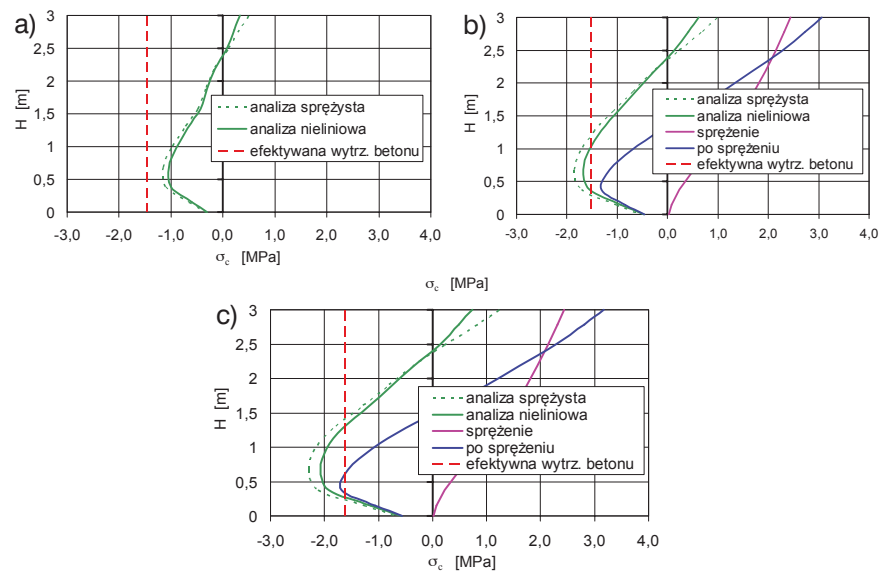 a)
3
2,5
2
1,5
1
0,5
0
H [m]
-3,0 -2,0 -1,0 0,0 1,0 2,0 3,0 4,0
σc [MPa]
analiza sprężysta
analiza nieliniowa
efektywana wytrz. betonu
b)
3
2,5
2
1,5
1
0,5
0
H [m]
-3,0 -2,0 -1,0 0,0 1,0 2,0 3,0 4,0
σc [MPa]
analiza sprężysta
analiza nieliniowa
sprężenie
po sprężeniu
efektywna wytrz. betonu
c)
3
2,5
2
1,5
1
0,5
0
H [m]
-3,0 -2,0 -1,0 0,0 1,0 2,0 3,0 4,0
σc [MPa]
analiza sprężysta
analiza nieliniowa
sprężenie
po sprężeniu
efektywna wytrz. betonu